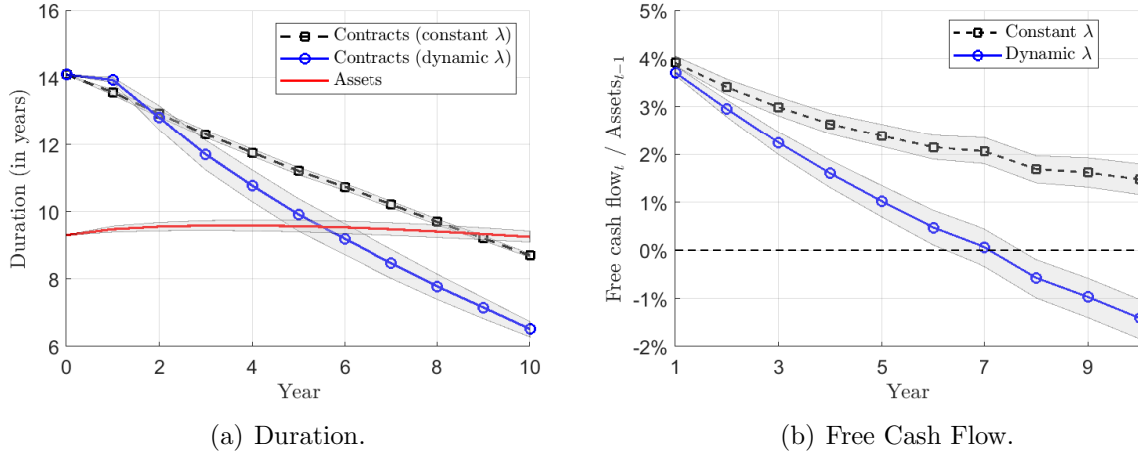 Contracts (constant λ)
Contracts (dynamic λ)
Assets
Duration (in years)
16
14
12
10
8
6
0 2 4 6 8 10
Year
(a) Duration.
Constant λ
Dynamic λ
Free cash flow_t / Assets_{t−1}
5%
4%
3%
2%
1%
0%
-1%
-2%
1 3 5 7 9
Year
(b) Free Cash Flow.